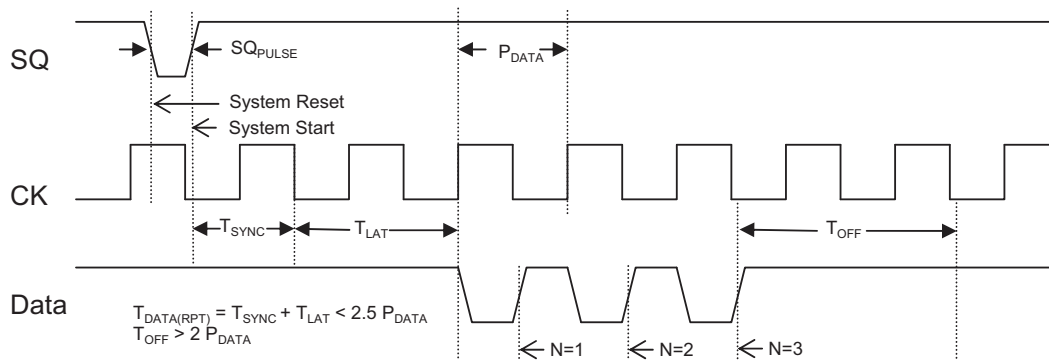 SQ
SQPULSE
PDATA
System Reset
System Start
CK
TSYNC
TLAT
TOFF
Data
TDATA(RPT) = TSYNC + TLAT < 2.5 PDATA
TOFF > 2 PDATA
N=1
N=2
N=3